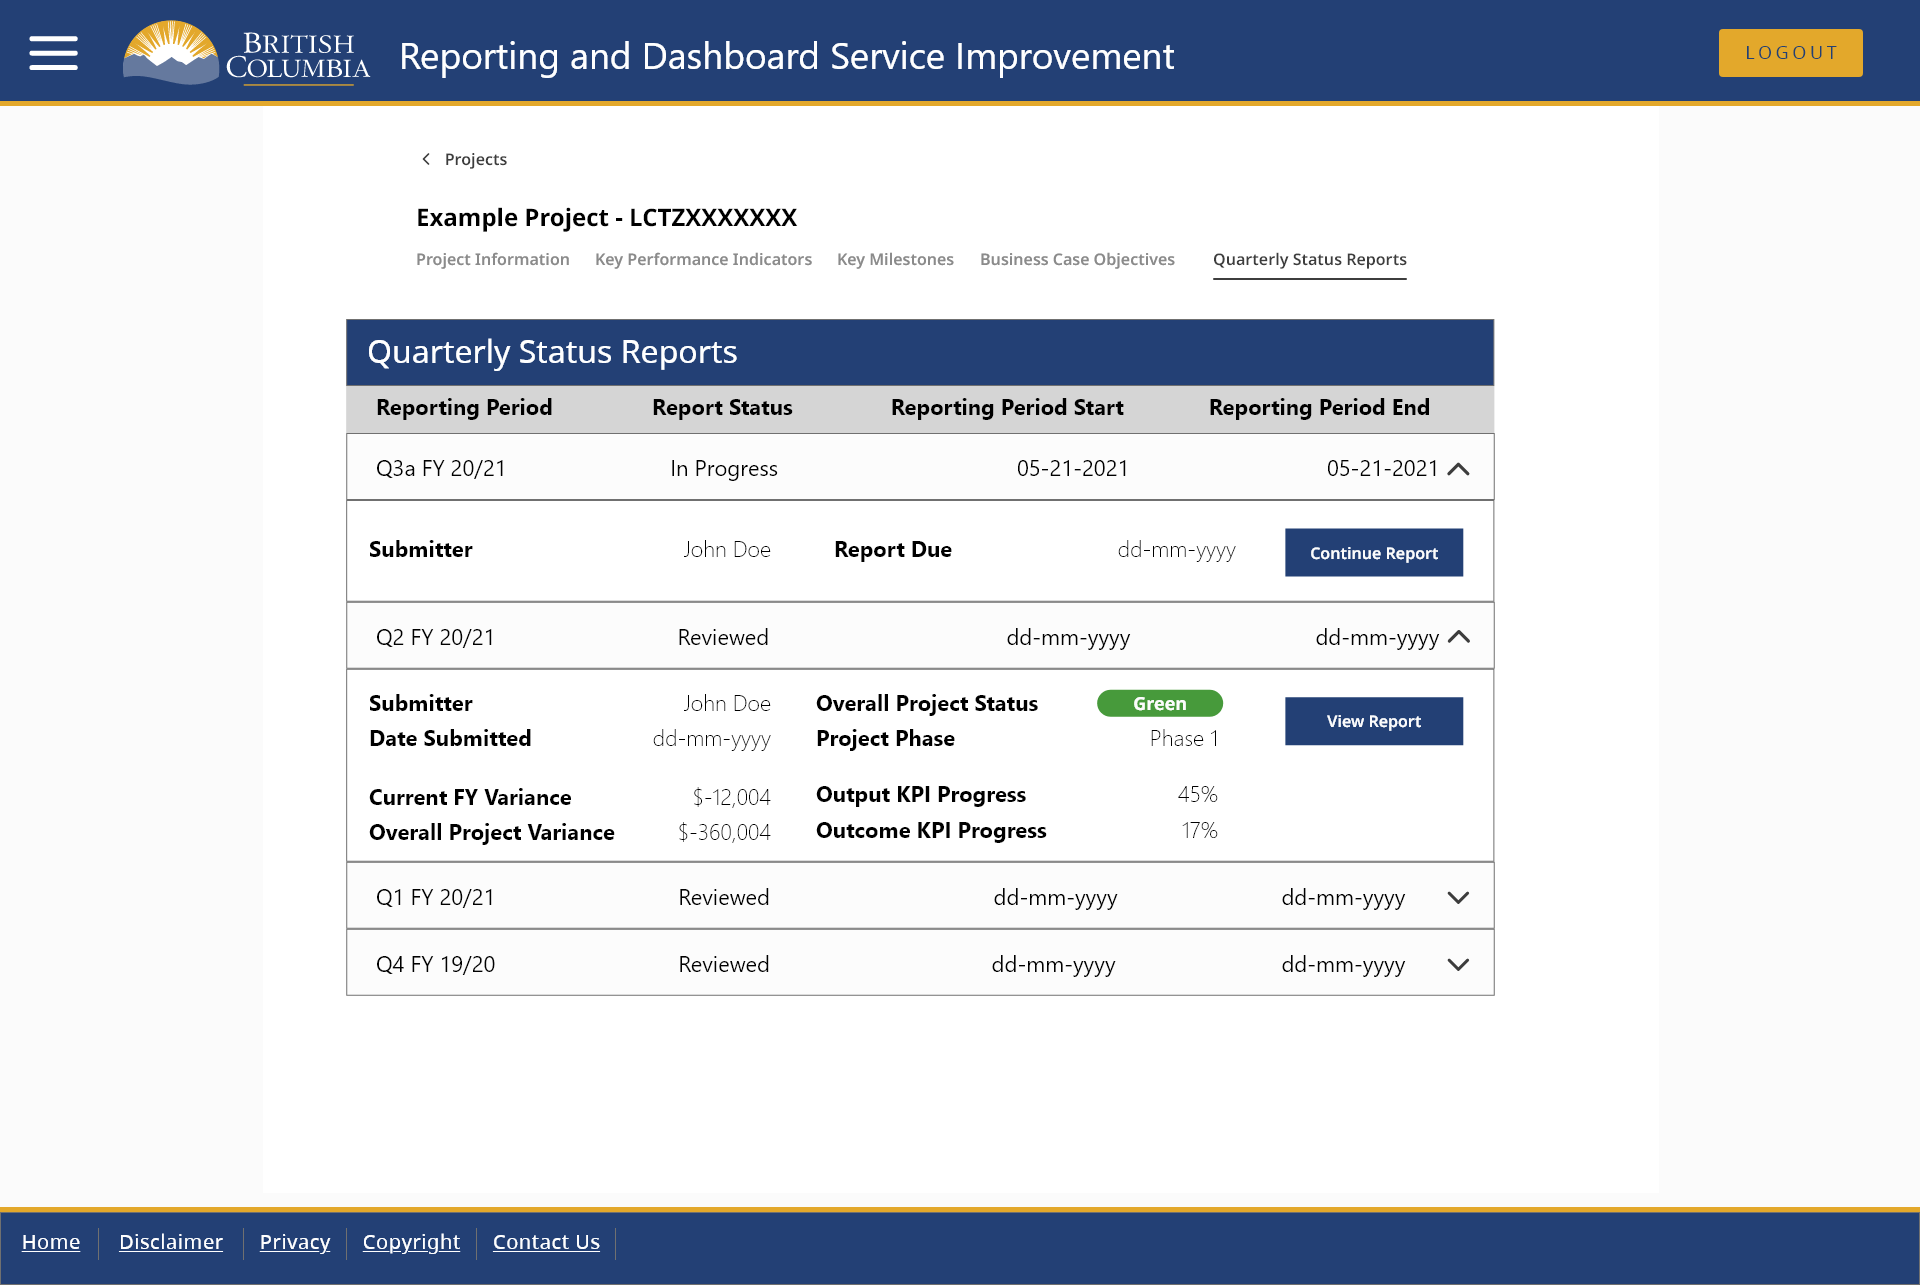 BRITISH
COLUMBIA
Reporting and Dashboard Service Improvement
LOGOUT
Projects
Example Project - LCTZXXXXXXX
Project Information Key Performance Indicators Key Milestones Business Case Objectives Quarterly Status Reports
Quarterly Status Reports
Reporting Period Report Status Reporting Period Start Reporting Period End
Q3a FY 20/21 In Progress 05-21-2021 05-21-2021
Submitter John Doe Report Due dd-mm-yyyy Continue Report
Q2 FY 20/21 Reviewed dd-mm-yyyy dd-mm-yyyy
Submitter John Doe Overall Project Status Green View Report
Date Submitted dd-mm-yyyy Project Phase Phase 1
Current FY Variance $-12,004 Output KPI Progress 45%
Overall Project Variance $-360,004 Outcome KPI Progress 17%
Q1 FY 20/21 Reviewed dd-mm-yyyy dd-mm-yyyy
Q4 FY 19/20 Reviewed dd-mm-yyyy dd-mm-yyyy
Home Disclaimer Privacy Copyright Contact Us